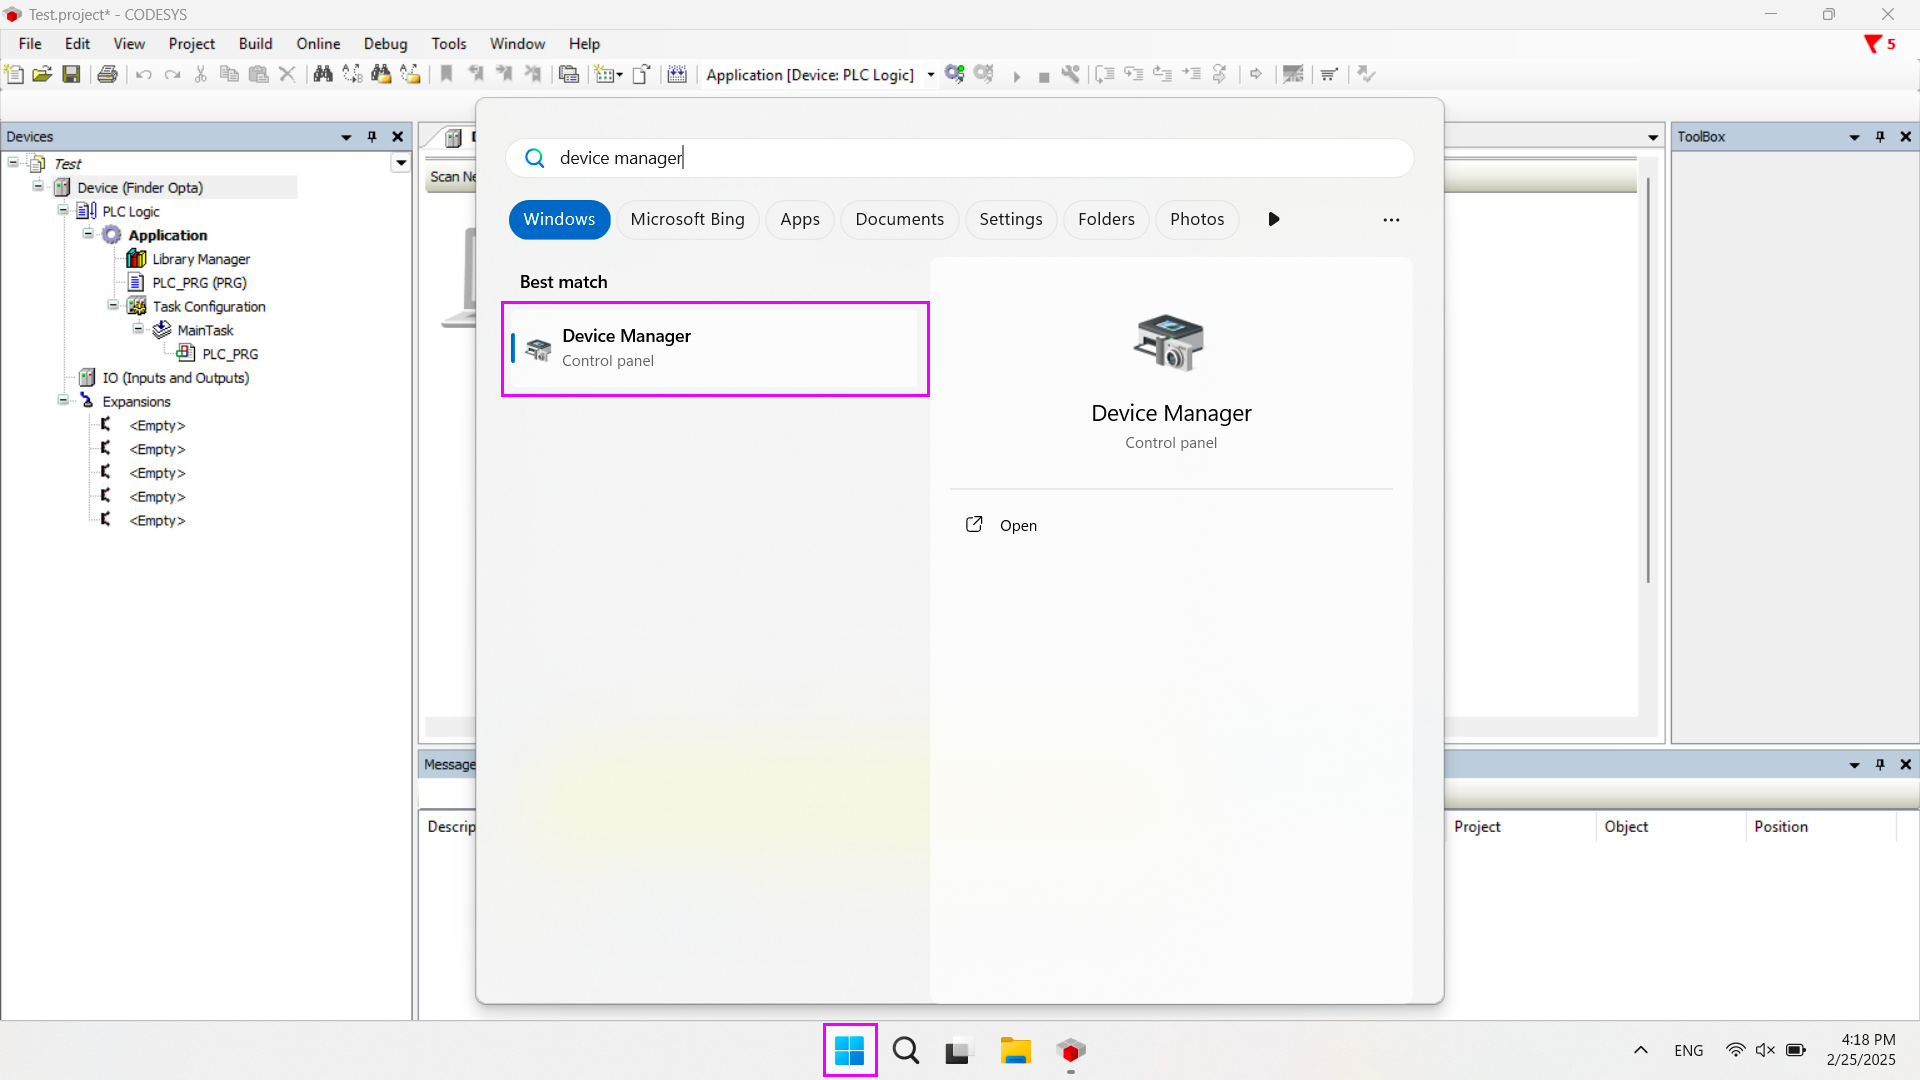 Test.project* - CODESYS
File Edit View Project Build Online Debug Tools Window Help
5
Application [Device: PLC Logic]
Devices
Test
Device (Finder Opta)
PLC Logic
Application
Library Manager
PLC_PRG (PRG)
Task Configuration
MainTask
PLC_PRG
IO (Inputs and Outputs)
Expansions
<Empty>
<Empty>
<Empty>
<Empty>
<Empty>
Scan Ne
device manager
Windows Microsoft Bing Apps Documents Settings Folders Photos
Best match
Device Manager
Control panel
Device Manager
Control panel
Open
ToolBox
Message
Descrip
Project Object Position
ENG
4:18 PM
2/25/2025